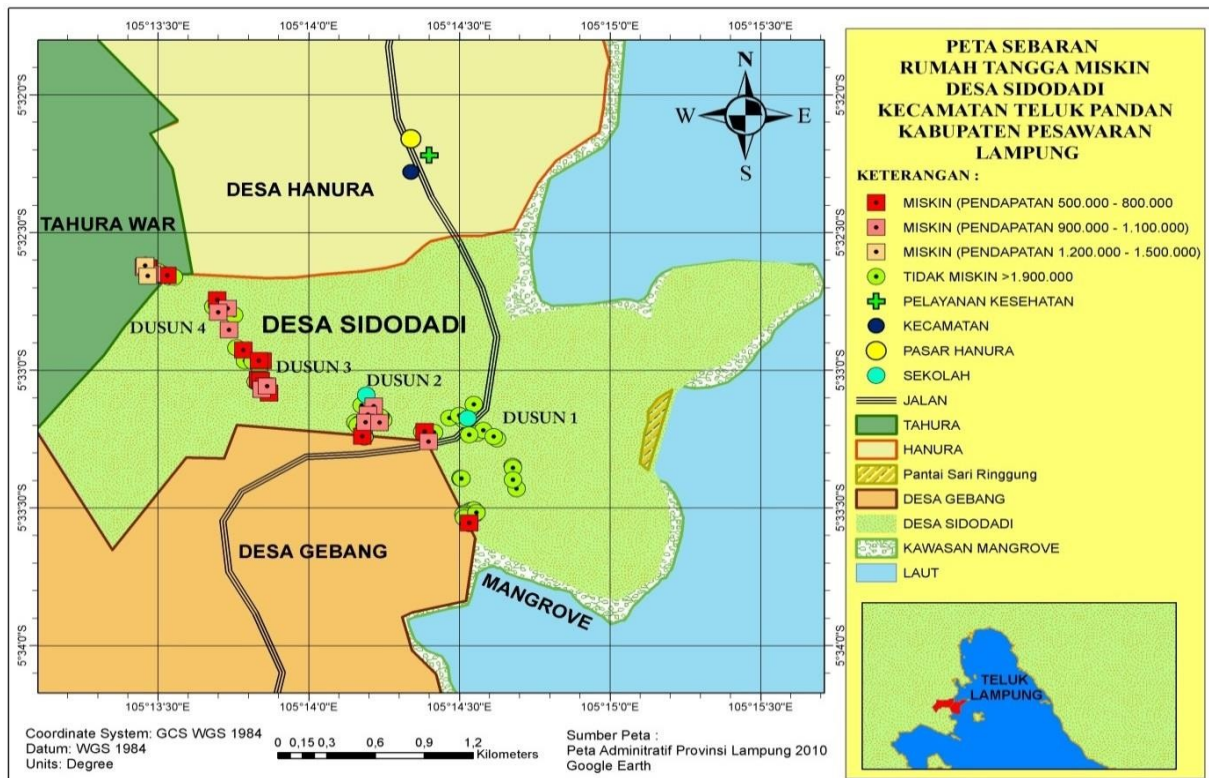 105°13'30"E 105°14'0"E 105°14'30"E 105°15'0"E 105°15'30"E
5°32'0"S 5°32'0"S
5°32'30"S 5°32'30"S
5°33'0"S 5°33'0"S
5°33'30"S 5°33'30"S
5°34'0"S 5°34'0"S
N
W E
S
DESA HANURA
TAHURA WAR
DESA SIDODADI
DUSUN 4
DUSUN 3
DUSUN 2
DUSUN 1
DESA GEBANG
MANGROVE
105°13'30"E 105°14'0"E 105°14'30"E 105°15'0"E 105°15'30"E
Coordinate System: GCS WGS 1984
Datum: WGS 1984
Units: Degree
0 0,15 0,3 0,6 0,9 1,2
Kilometers
Sumber Peta :
Peta Adminitratif Provinsi Lampung 2010
Google Earth
PETA SEBARAN
RUMAH TANGGA MISKIN
DESA SIDODADI
KECAMATAN TELUK PANDAN
KABUPATEN PESAWARAN
LAMPUNG
KETERANGAN :
MISKIN (PENDAPATAN 500.000 - 800.000
MISKIN (PENDAPATAN 900.000 - 1.100.000)
MISKIN (PENDAPATAN 1.200.000 - 1.500.000)
TIDAK MISKIN >1.900.000
PELAYANAN KESEHATAN
KECAMATAN
PASAR HANURA
SEKOLAH
JALAN
TAHURA
HANURA
Pantai Sari Ringgung
DESA GEBANG
DESA SIDODADI
KAWASAN MANGROVE
LAUT
TELUK
LAMPUNG